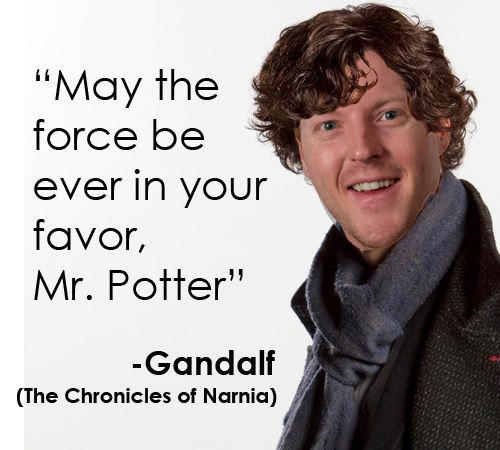 “May the
force be
ever in your
favor,
Mr. Potter”
-Gandalf
(The Chronicles of Narnia)